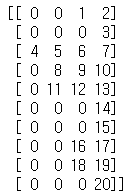 [[ 0 0 1 2]
[ 0 0 0 3]
[ 4 5 6 7]
[ 0 8 9 10]
[ 0 11 12 13]
[ 0 0 0 14]
[ 0 0 0 15]
[ 0 0 16 17]
[ 0 0 18 19]
[ 0 0 0 20]]